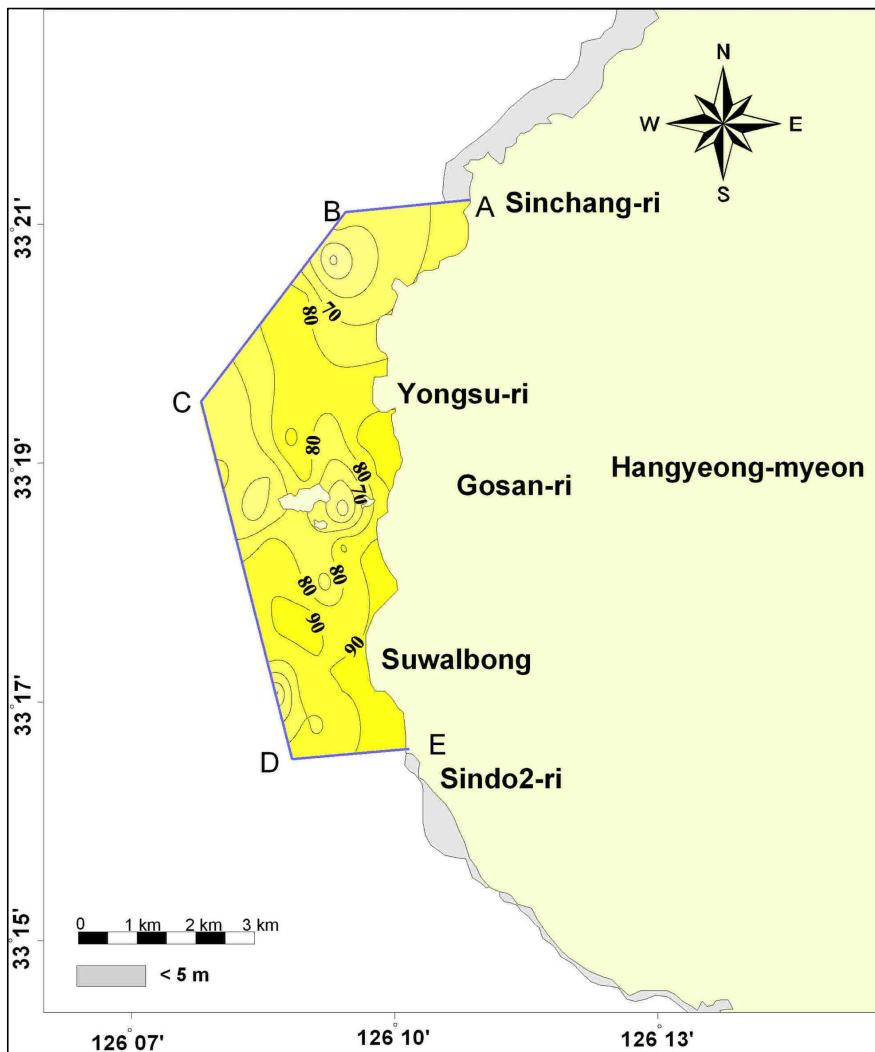 N
W E
S
B
A Sinchang-ri
33°21'
80 70
C
Yongsu-ri
80
80
33°19'
Hangyeong-myeon
Gosan-ri
70
80 80
90
90
Suwalbong
33°17'
E
D
Sindo2-ri
33°15'
0 1 km 2 km 3 km
< 5 m
126°07' 126°10' 126°13'